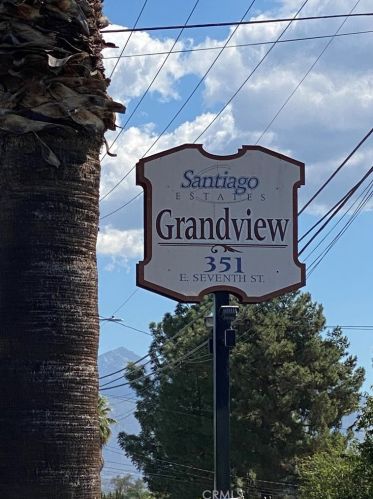 Santiago
ESTATES
Grandview
351
E. SEVENTH ST.
CRMLS